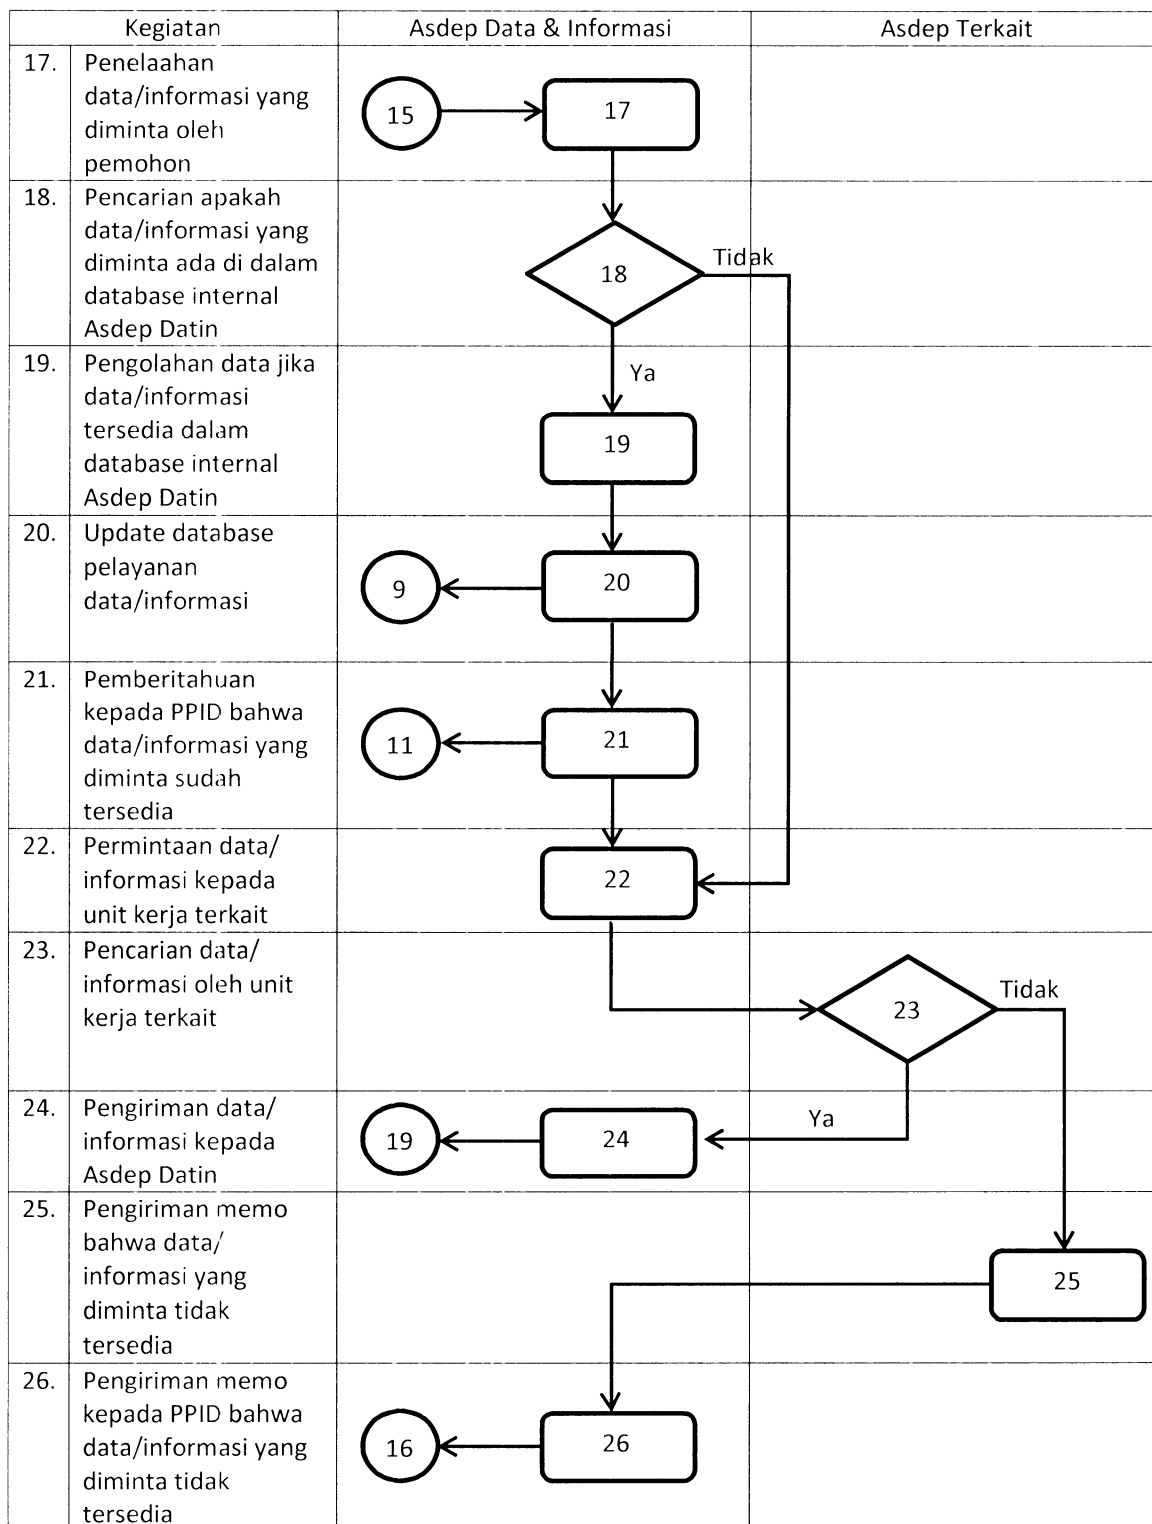 Kegiatan
Asdep Data & Informasi
Asdep Terkait
17. Penelaahan
data/informasi yang
diminta oleh
pemohon
15
17
18. Pencarian apakah
data/informasi yang
diminta ada di dalam
database internal
Asdep Datin
18
Tidak
19. Pengolahan data jika
data/informasi
tersedia dalam
database internal
Asdep Datin
Ya
19
20. Update database
pelayanan
data/informasi
9
20
21. Pemberitahuan
kepada PPID bahwa
data/informasi yang
diminta sudah
tersedia
11
21
22. Permintaan data/
informasi kepada
unit kerja terkait
22
23. Pencarian data/
informasi oleh unit
kerja terkait
23
Tidak
24. Pengiriman data/
informasi kepada
Asdep Datin
19
24
Ya
25. Pengiriman memo
bahwa data/
informasi yang
diminta tidak
tersedia
25
26. Pengiriman memo
kepada PPID bahwa
data/informasi yang
diminta tidak
tersedia
16
26